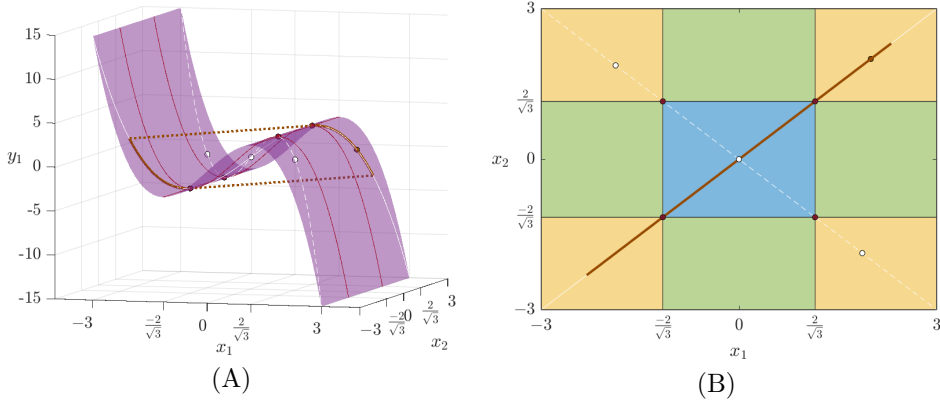 15
10
5
y₁ 0
-5
-10
-15
−3 -2/√3 0 2/√3 3
x₁
−3 -2/√3 0 2/√3 3
x₂
(A)
3
2/√3
x₂ 0
-2/√3
−3
−3 -2/√3 0 2/√3 3
x₁
(B)